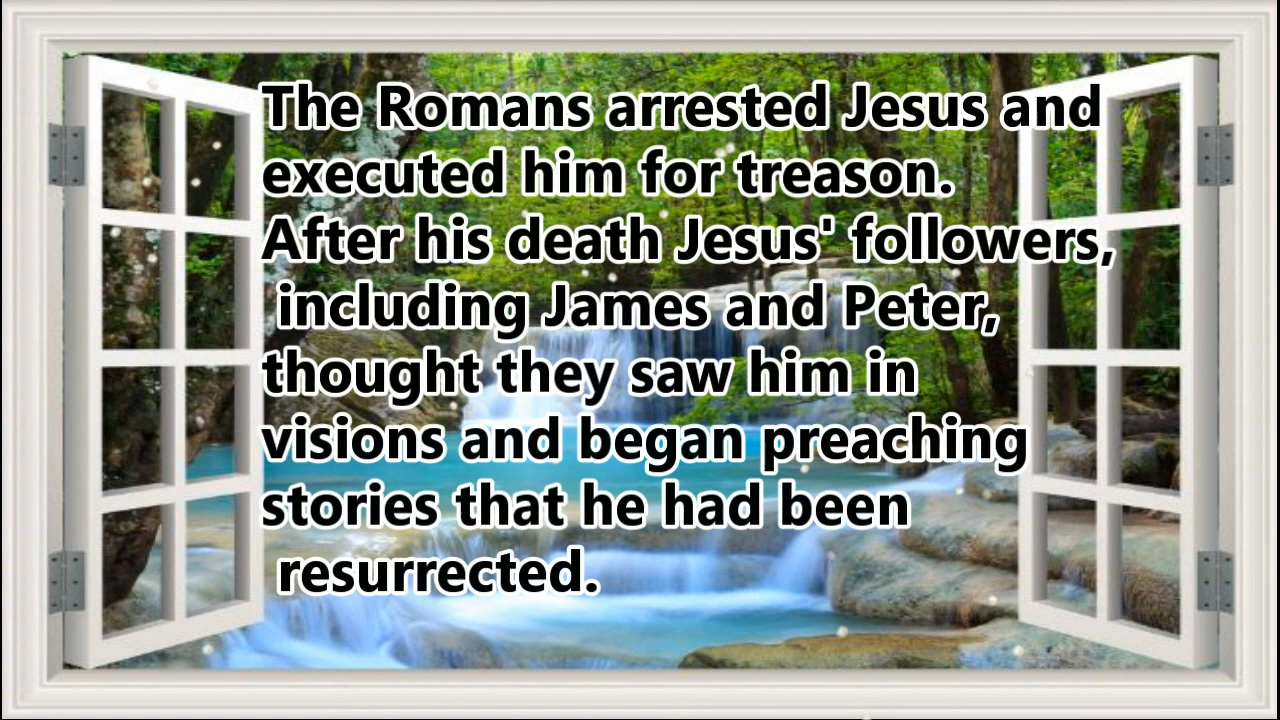 The Romans arrested Jesus and
executed him for treason.
After his death Jesus' followers,
including James and Peter,
thought they saw him in
visions and began preaching
stories that he had been
resurrected.